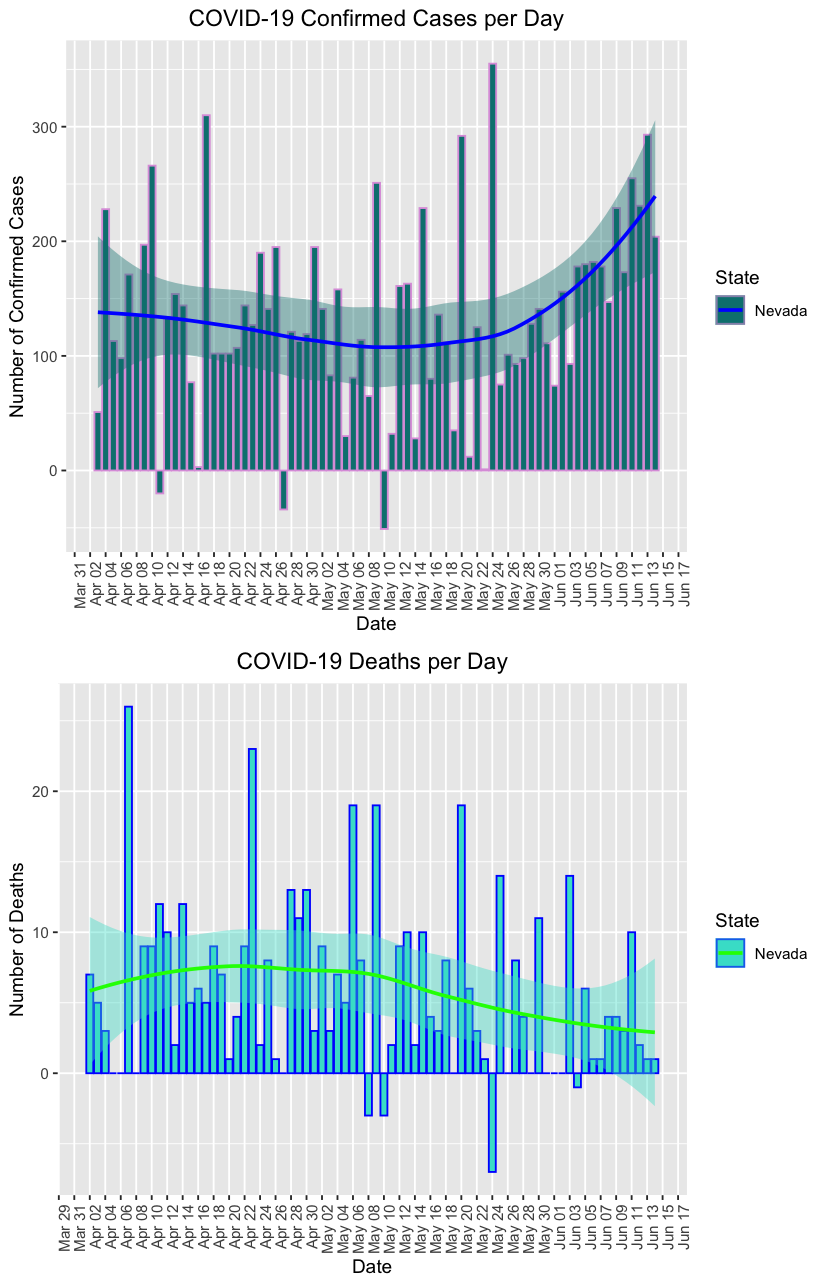 COVID-19 Confirmed Cases per Day
Number of Confirmed Cases
300
200
100
0
Mar 31
Apr 02
Apr 04
Apr 06
Apr 08
Apr 10
Apr 12
Apr 14
Apr 16
Apr 18
Apr 20
Apr 22
Apr 24
Apr 26
Apr 28
Apr 30
May 02
May 04
May 06
May 08
May 10
May 12
May 14
May 16
May 18
May 20
May 22
May 24
May 26
May 28
May 30
Jun 01
Jun 03
Jun 05
Jun 07
Jun 09
Jun 11
Jun 13
Jun 15
Jun 17
Date
State
Nevada
COVID-19 Deaths per Day
Number of Deaths
20
10
0
Mar 29
Mar 31
Apr 02
Apr 04
Apr 06
Apr 08
Apr 10
Apr 12
Apr 14
Apr 16
Apr 18
Apr 20
Apr 22
Apr 24
Apr 26
Apr 28
Apr 30
May 02
May 04
May 06
May 08
May 10
May 12
May 14
May 16
May 18
May 20
May 22
May 24
May 26
May 28
May 30
Jun 01
Jun 03
Jun 05
Jun 07
Jun 09
Jun 11
Jun 13
Jun 15
Jun 17
Date
State
Nevada